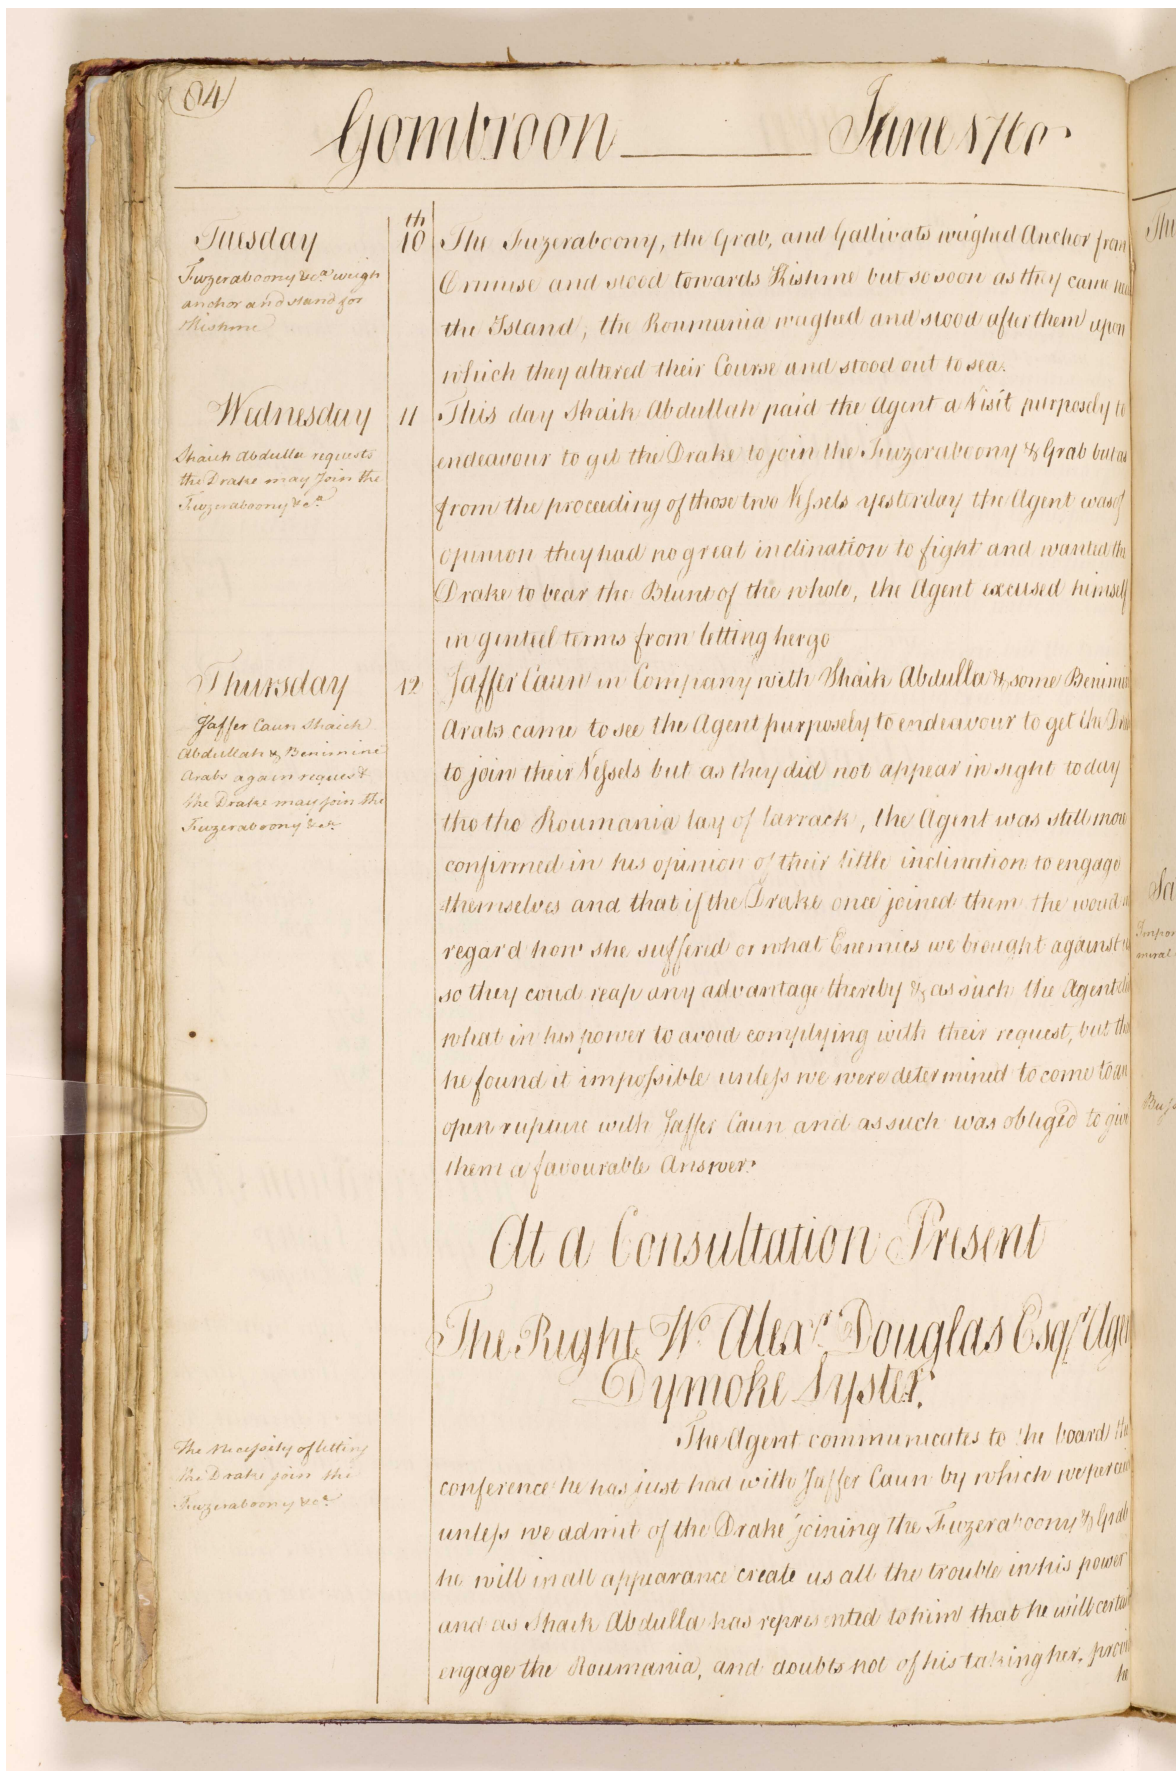 84
Gombroon June 1760
Tuesday
Fuzeraboony &ca. weigh
anchor and stand for
Kishme
10th The Fuzeraboony, the Grab, and Gallivats weighed Anchor from
Ormuse and stood towards Kishme but so soon as they came
the Island, the Roumania weighed and stood after them upon
which they altered their Course and stood out to sea.
Wednesday
Shaik Abdulla requests
the Drake may Join the
Fuzeraboony &ca.
11 This day Shaik Abdullah paid the Agent a Visit purposely to
endeavour to get the Drake to join the Fuzeraboony & Grab but as
from the proceeding of those two Vessels yesterday the Agent was of
opinion they had no great inclination to fight and wanted the
Drake to bear the Blunt of the whole, the Agent excused himself
in genteel terms from letting her go
Thursday
Jaffer Caun Shaick
Abdullah & Benimine
Arabs again request
the Drake may join the
Fuzeraboony &ca.
12 Jaffer Caun in Company with Shaik Abdulla & some
Arabs came to see the Agent purposely to endeavour to get the
to join their Vessels but as they did not appear in sight today
tho the Roumania lay of Larrack, the Agent was still more
confirmed in his opinion of their little inclination to engage
themselves and that if the Drake once joined them the woud
regard how she suffered or what Enemies we brought against
so they coud reap any advantage thereby & as such the Agent
what in his power to avoid complying with their request, but this
he found it impossible unless we were determined to come to an
open rupture with Jaffer Caun and as such was obliged to give
them a favourable Answer.
At a Consultation Present
The Right Wo. Alexr. Douglas Esqr.
Dymoke Lyster.
The necessity of letting
the Drake join the
Fuzeraboony &ca.
The Agent communicates to the board the
conference he has just had with Jaffer Caun by which we
unless we admit of the Drake joining the Fuzeraboony & Grab
he will in all appearance create us all the trouble in his power
and as Shaik Abdulla has represented to him that he will
engage the Roumania, and doubts not of his taking her,